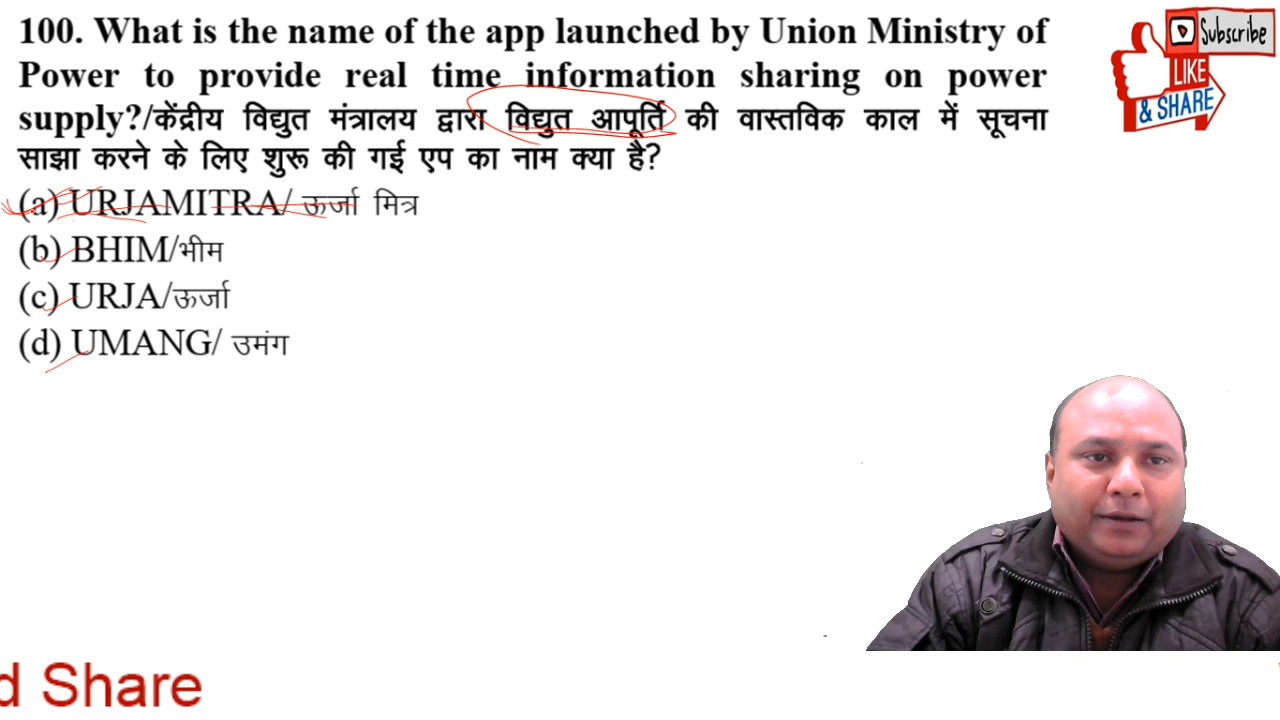 100. What is the name of the app launched by Union Ministry of
Power to provide real time information sharing on power
supply?/केंद्रीय विद्युत मंत्रालय द्वारा विद्युत आपूर्ति की वास्तविक काल में सूचना
साझा करने के लिए शुरू की गई एप का नाम क्या है?
(a) URJAMITRA/ ऊर्जा मित्र
(b) BHIM/भीम
(c) URJA/ऊर्जा
(d) UMANG/ उमंग
Subscribe
LIKE
& SHARE
d Share